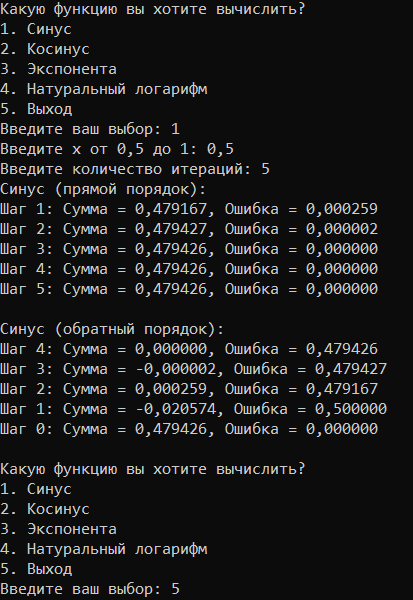 Какую функцию вы хотите вычислить?
1. Синус
2. Косинус
3. Экспонента
4. Натуральный логарифм
5. Выход
Введите ваш выбор: 1
Введите x от 0,5 до 1: 0,5
Введите количество итераций: 5
Синус (прямой порядок):
Шаг 1: Сумма = 0,479167, Ошибка = 0,000259
Шаг 2: Сумма = 0,479427, Ошибка = 0,000002
Шаг 3: Сумма = 0,479426, Ошибка = 0,000000
Шаг 4: Сумма = 0,479426, Ошибка = 0,000000
Шаг 5: Сумма = 0,479426, Ошибка = 0,000000
Синус (обратный порядок):
Шаг 4: Сумма = 0,000000, Ошибка = 0,479426
Шаг 3: Сумма = -0,000002, Ошибка = 0,479427
Шаг 2: Сумма = 0,000259, Ошибка = 0,479167
Шаг 1: Сумма = -0,020574, Ошибка = 0,500000
Шаг 0: Сумма = 0,479426, Ошибка = 0,000000
Какую функцию вы хотите вычислить?
1. Синус
2. Косинус
3. Экспонента
4. Натуральный логарифм
5. Выход
Введите ваш выбор: 5